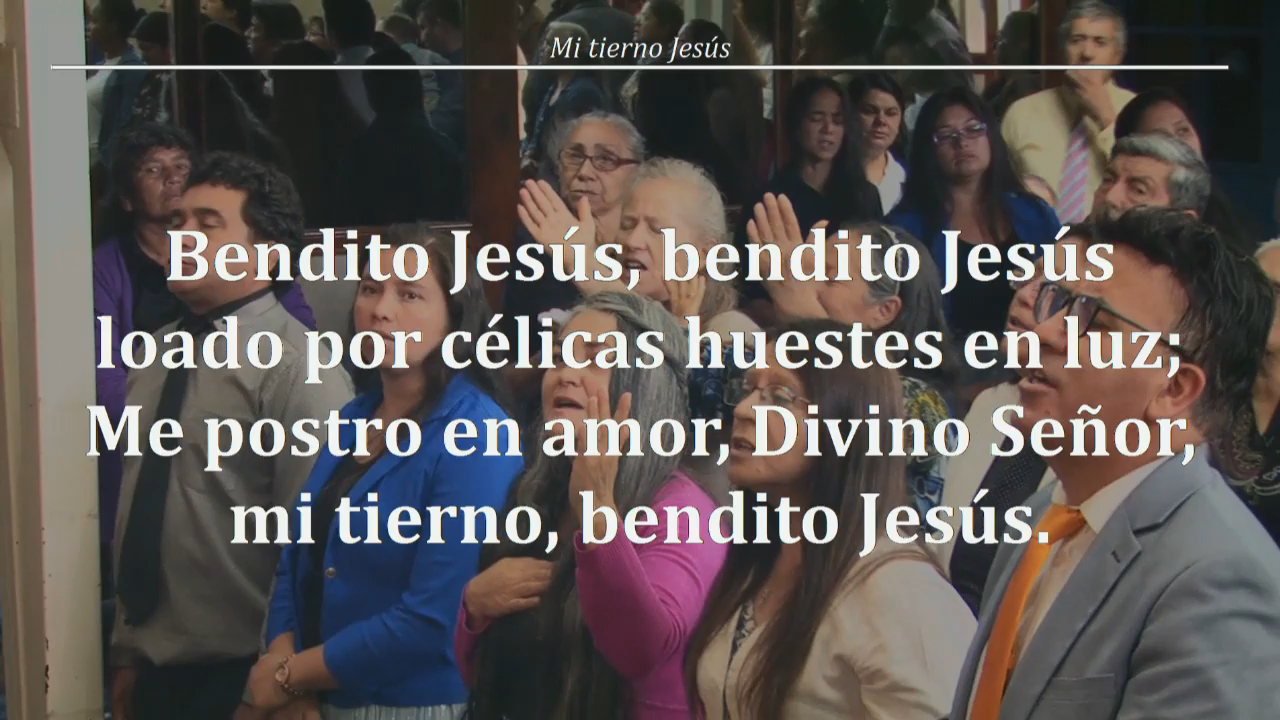 Mi tierno Jesús
Bendito Jesús, bendito Jesús
loado por célicas huestes en luz;
Me postro en amor, Divino Señor,
mi tierno, bendito Jesús.